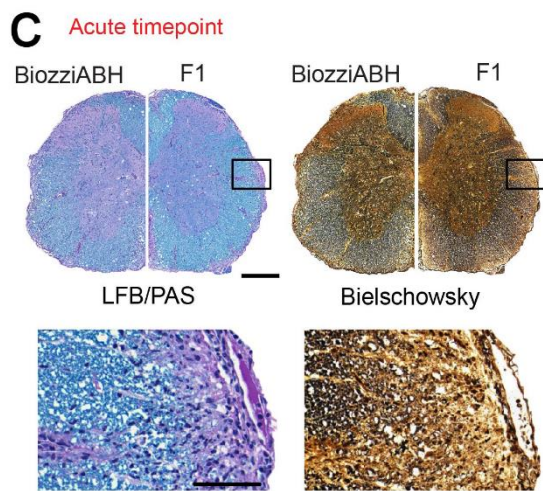 C Acute timepoint
BiozziABH F1 BiozziABH F1
LFB/PAS Bielschowsky